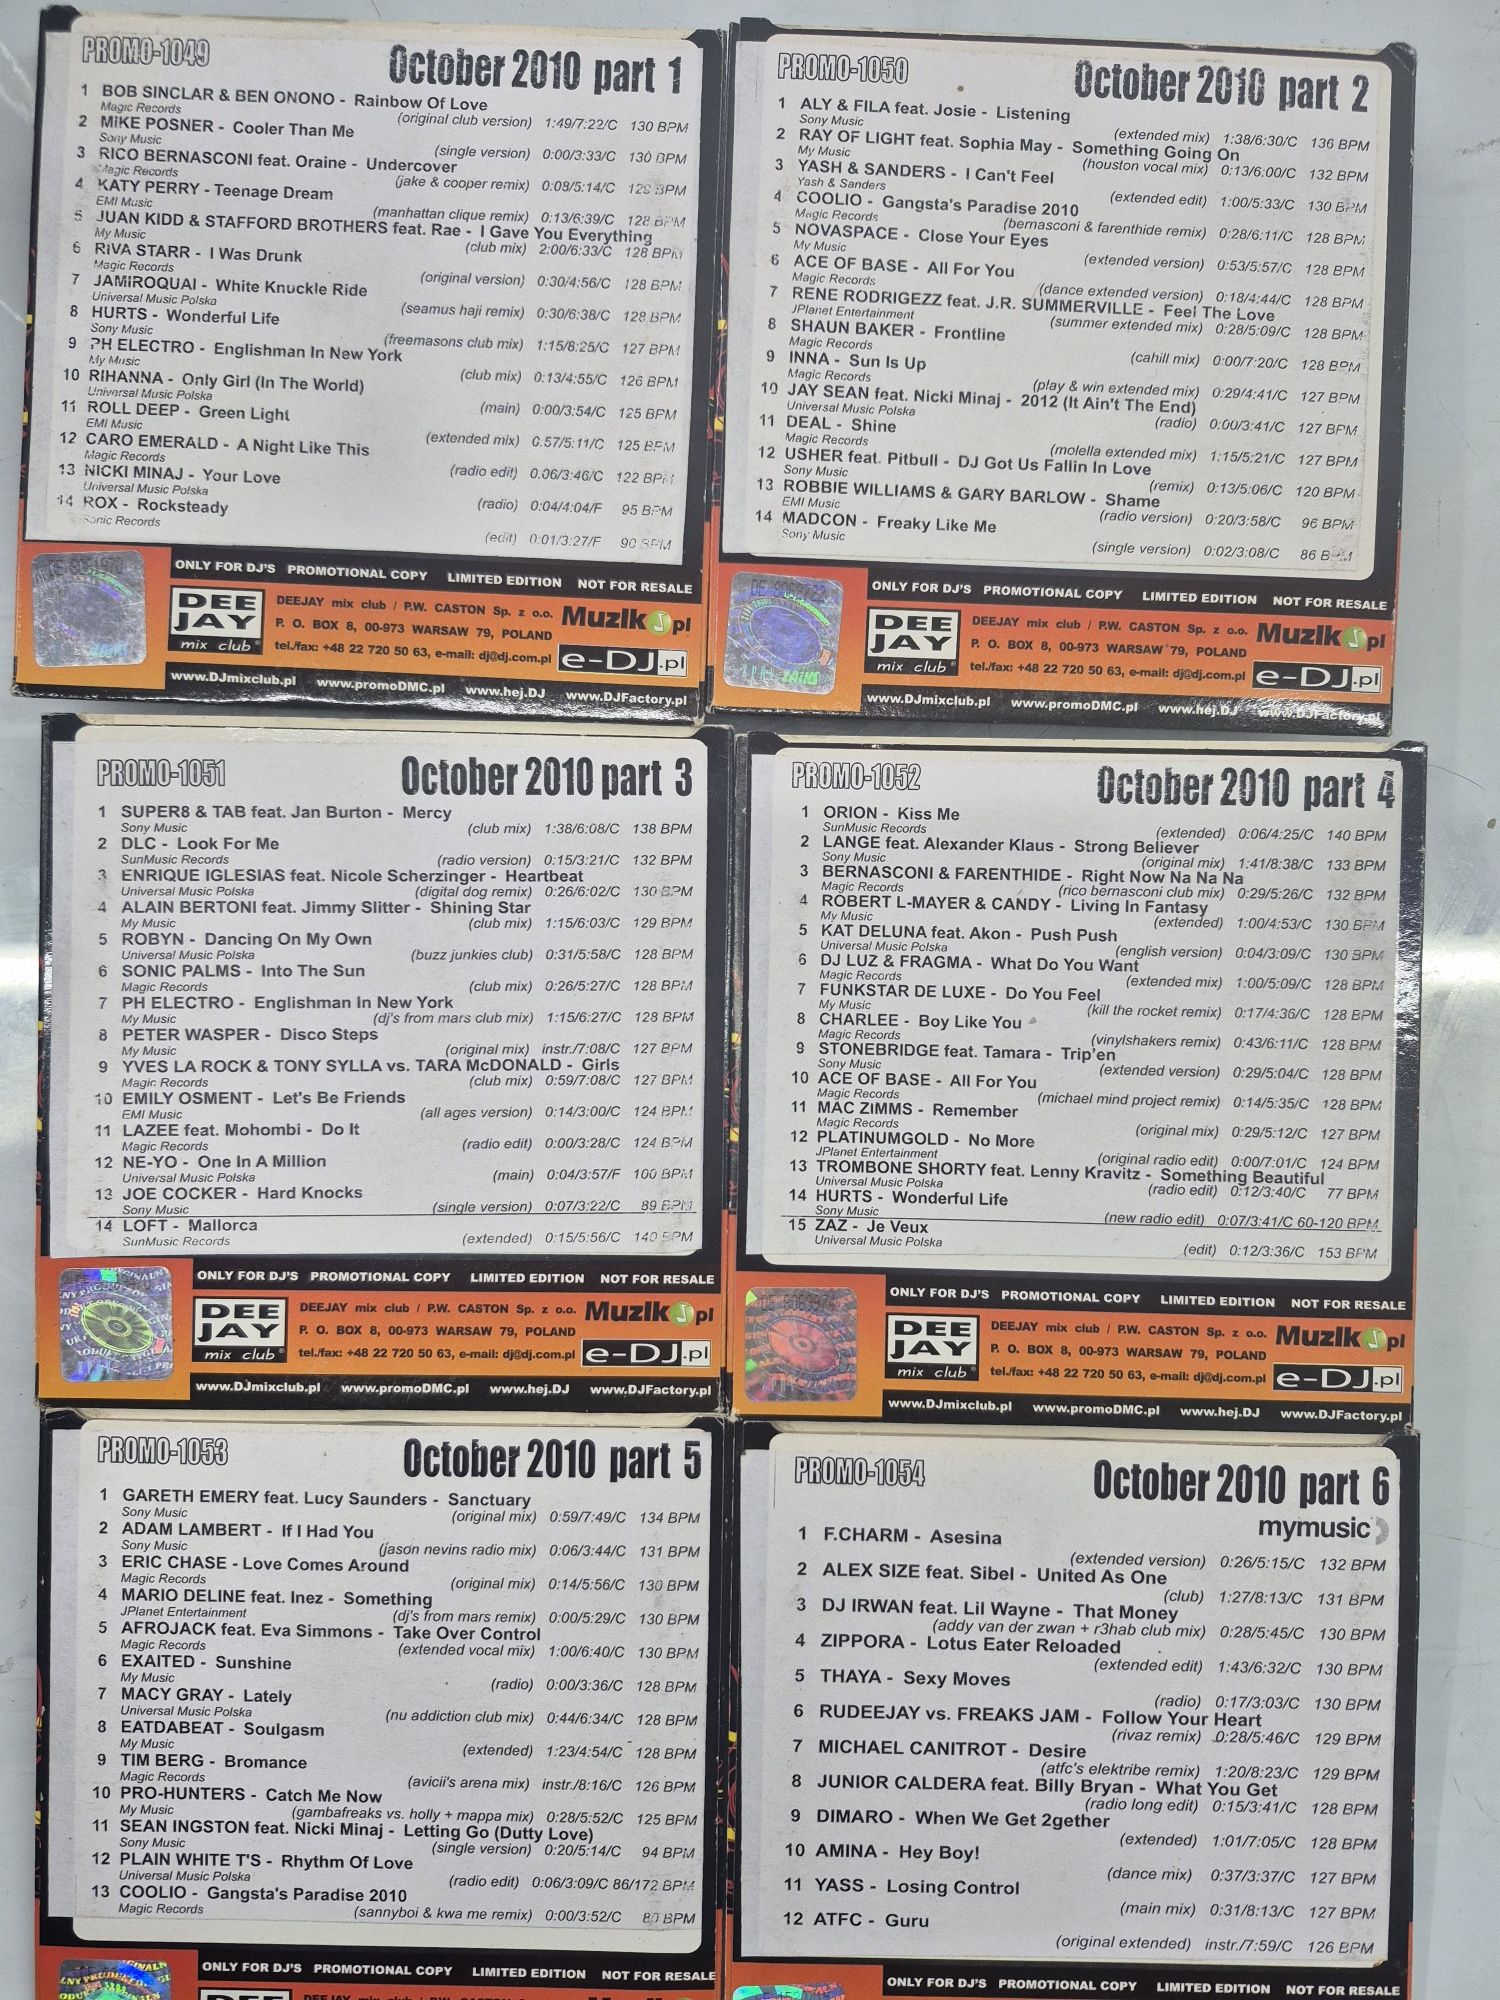 PROMO-1049
October 2010 part 1
1 BOB SINCLAR & BEN ONONO - Rainbow Of Love
Magic Records (original club version) 1:49/7:22/C 130 BPM
2 MiKE POSNER - Cooler Than Me
Sony Music (single version) 0:00/3:33/C 130 BPM
3 RICO BERNASCONI feat. Oraine - Undercover
Magic Records (jake & cooper remix) 0:08/5:14/C 129 BPM
4 KATY PERRY - Teenage Dream
EMI Music (manhattan clique remix) 0:13/6:39/C 128 BPM
5 JUAN KIDD & STAFFORD BROTHERS feat. Rae - I Gave You Everything
My Music (club mix) 2:00/6:33/C 128 BPM
6 RIVA STARR - I Was Drunk
Magic Records (original version) 0:30/4:56/C 128 BPM
7 JAMIROQUAI - White Knuckle Ride
Universal Music Polska (seamus haji remix) 0:30/6:38/C 128 BPM
8 HURTS - Wonderful Life
Sony Music (freemasons club mix) 1:15/8:25/C 127 BPM
9 PH ELECTRO - Englishman In New York
My Music (club mix) 0:13/4:55/C 126 BPM
10 RIHANNA - Only Girl (In The World)
Universal Music Polska (main) 0:00/3:54/C 125 BPM
11 ROLL DEEP - Green Light
EMI Music (extended mix) 0.57/5:11/C 125 BPM
12 CARO EMERALD - A Night Like This
Magic Records (radio edit) 0.06/3:46/C 122 BPM
13 NICKI MINAJ - Your Love
Universal Music Polska (radio) 0:04/4:04/F 95 BPM
14 ROX - Rocksteady
Sonic Records (edit) 0:01/3:27/F 90 BPM
ONLY FOR DJ'S PROMOTIONAL COPY LIMITED EDITION NOT FOR RESALE
DEE JAY mix club
DEEJAY mix club / P.W. CASTON Sp. z o.o. Muzik pl
P. O. BOX 8, 00-973 WARSAW 79, POLAND
tel./fax: +48 22 720 50 63, e-mail: dj@dj.com.pl e-DJ.pl
www.DJmixclub.pl www.promoDMC.pl www.hej.DJ www.DJFactory.pl
PROMO-1050
October 2010 part 2
1 ALY & FILA feat. Josie - Listening
Sony Music (extended mix) 1:38/6:30/C 136 BPM
2 RAY OF LIGHT feat. Sophia May - Something Going On
My Music (houston vocal mix) 0:13/6:00/C 132 BPM
3 YASH & SANDERS - I Can't Feel
Yash & Sanders (extended edit) 1:00/5:33/C 130 BPM
4 COOLIO - Gangsta's Paradise 2010
Magic Records (bernasconi & farenthide remix) 0:28/6:11/C 128 BPM
5 NOVASPACE - Close Your Eyes
My Music (extended version) 0:53/5:57/C 128 BPM
6 ACE OF BASE - All For You
Magic Records (dance extended version) 0:18/4:44/C 128 BPM
7 RENE RODRIGEZZ feat. J.R. SUMMERVILLE - Feel The Love
JPlanet Entertainment (summer extended mix) 0:28/5:09/C 128 BPM
8 SHAUN BAKER - Frontline
Magic Records (cahill mix) 0:00/7:20/C 128 BPM
9 INNA - Sun Is Up
Magic Records (play & win extended mix) 0:29/4:41/C 127 BPM
10 JAY SEAN feat. Nicki Minaj - 2012 (It Ain't The End)
Universal Music Polska (radio) 0:00/3:41/C 127 BPM
11 DEAL - Shine
Magic Records (molella extended mix) 1:15/5:21/C 127 BPM
12 USHER feat. Pitbull - DJ Got Us Fallin In Love
Sony Music (remix) 0:13/5:06/C 120 BPM
13 ROBBIE WILLIAMS & GARY BARLOW - Shame
EMI Music (radio version) 0:20/3:58/C 96 BPM
14 MADCON - Freaky Like Me
Sony Music (single version) 0:02/3:08/C 86 BPM
ONLY FOR DJ'S PROMOTIONAL COPY LIMITED EDITION NOT FOR RESALE
DEE JAY mix club
DEEJAY mix club / P.W. CASTON Sp. z o.o. Muzik pl
P. O. BOX 8, 00-973 WARSAW 79, POLAND
tel./fax: +48 22 720 50 63, e-mail: dj@dj.com.pl e-DJ.pl
www.DJmixclub.pl www.promoDMC.pl www.hej.DJ www.DJFactory.pl
PROMO-1051
October 2010 part 3
1 SUPER8 & TAB feat. Jan Burton - Mercy
Sony Music (club mix) 1:38/6:08/C 138 BPM
2 DLC - Look For Me
SunMusic Records (radio version) 0:15/3:21/C 132 BPM
3 ENRIQUE IGLESIAS feat. Nicole Scherzinger - Heartbeat
Universal Music Polska (digital dog remix) 0:26/6:02/C 130 BPM
4 ALAIN BERTONI feat. Jimmy Slitter - Shining Star
My Music (club mix) 1:15/6:03/C 129 BPM
5 ROBYN - Dancing On My Own
Universal Music Polska (buzz junkies club) 0:31/5:58/C 128 BPM
6 SONIC PALMS - Into The Sun
Magic Records (club mix) 0:26/5:27/C 128 BPM
7 PH ELECTRO - Englishman In New York
My Music (dj's from mars club mix) 1:15/6:27/C 128 BPM
8 PETER WASPER - Disco Steps
My Music (original mix) instr./7:08/C 127 BPM
9 YVES LA ROCK & TONY SYLLA vs. TARA McDONALD - Girls
Magic Records (club mix) 0:59/7:08/C 127 BPM
10 EMILY OSMENT - Let's Be Friends
EMI Music (all ages version) 0:14/3:00/C 124 BPM
11 LAZEE feat. Mohombi - Do It
Magic Records (radio edit) 0:00/3:28/C 124 BPM
12 NE-YO - One In A Million
Universal Music Polska (main) 0:04/3:57/F 100 BPM
13 JOE COCKER - Hard Knocks
Sony Music (single version) 0:07/3:22/C 89 BPM
14 LOFT - Mallorca
SunMusic Records (extended) 0:15/5:56/C 140 BPM
ONLY FOR DJ'S PROMOTIONAL COPY LIMITED EDITION NOT FOR RESALE
DEE JAY mix club
DEEJAY mix club / P.W. CASTON Sp. z o.o. Muzik pl
P. O. BOX 8, 00-973 WARSAW 79, POLAND
tel./fax: +48 22 720 50 63, e-mail: dj@dj.com.pl e-DJ.pl
www.DJmixclub.pl www.promoDMC.pl www.hej.DJ www.DJFactory.pl
PROMO-1052
October 2010 part 4
1 ORION - Kiss Me
SunMusic Records (extended) 0:06/4:25/C 140 BPM
2 LANGE feat. Alexander Klaus - Strong Believer
Sony Music (original mix) 1:41/8:38/C 133 BPM
3 BERNASCONI & FARENTHIDE - Right Now Na Na Na
Magic Records (rico bernasconi club mix) 0:29/5:26/C 132 BPM
4 ROBERT L-MAYER & CANDY - Living In Fantasy
My Music (extended) 1:00/4:53/C 130 BPM
5 KAT DELUNA feat. Akon - Push Push
Universal Music Polska (english version) 0:04/3:09/C 130 BPM
6 DJ LUZ & FRAGMA - What Do You Want
Magic Records (extended mix) 1:00/5:09/C 128 BPM
7 FUNKSTAR DE LUXE - Do You Feel
My Music (kill the rocket remix) 0:17/4:36/C 128 BPM
8 CHARLEE - Boy Like You
Magic Records (vinylshakers remix) 0:43/6:11/C 128 BPM
9 STONEBRIDGE feat. Tamara - Trip'en
Sony Music (extended version) 0:29/5:04/C 128 BPM
10 ACE OF BASE - All For You
Magic Records (michael mind project remix) 0:14/5:35/C 128 BPM
11 MAC ZIMMS - Remember
Magic Records (original mix) 0:29/5:12/C 127 BPM
12 PLATINUMGOLD - No More
JPlanet Entertainment (original radio edit) 0:00/7:01/C 124 BPM
13 TROMBONE SHORTY feat. Lenny Kravitz - Something Beautiful
Universal Music Polska (radio edit) 0:12/3:40/C 77 BPM
14 HURTS - Wonderful Life
Sony Music (new radio edit) 0:07/3:41/C 60-120 BPM
15 ZAZ - Je Veux
Universal Music Polska (edit) 0:12/3:36/C 153 BPM
ONLY FOR DJ'S PROMOTIONAL COPY LIMITED EDITION NOT FOR RESALE
DEE JAY mix club
DEEJAY mix club / P.W. CASTON Sp. z o.o. Muzik pl
P. O. BOX 8, 00-973 WARSAW 79, POLAND
tel./fax: +48 22 720 50 63, e-mail: dj@dj.com.pl e-DJ.pl
www.DJmixclub.pl www.promoDMC.pl www.hej.DJ www.DJFactory.pl
PROMO-1053
October 2010 part 5
1 GARETH EMERY feat. Lucy Saunders - Sanctuary
Sony Music (original mix) 0:59/7:49/C 134 BPM
2 ADAM LAMBERT - If I Had You
Sony Music (jason nevins radio mix) 0:06/3:44/C 131 BPM
3 ERIC CHASE - Love Comes Around
Magic Records (original mix) 0:14/5:56/C 130 BPM
4 MARIO DELINE feat. Inez - Something
JPlanet Entertainment (dj's from mars remix) 0:00/5:29/C 130 BPM
5 AFROJACK feat. Eva Simmons - Take Over Control
Magic Records (extended vocal mix) 1:00/6:40/C 130 BPM
6 EXAITED - Sunshine
My Music (radio) 0:00/3:36/C 128 BPM
7 MACY GRAY - Lately
Universal Music Polska (nu addiction club mix) 0:44/6:34/C 128 BPM
8 EATDABEAT - Soulgasm
My Music (extended) 1:23/4:54/C 128 BPM
9 TIM BERG - Bromance
Magic Records (avicii's arena mix) instr./8:16/C 126 BPM
10 PRO-HUNTERS - Catch Me Now
My Music (gambafreaks vs. holly + mappa mix) 0:28/5:52/C 125 BPM
11 SEAN INGSTON feat. Nicki Minaj - Letting Go (Dutty Love)
Sony Music (single version) 0:20/5:14/C 94 BPM
12 PLAIN WHITE T'S - Rhythm Of Love
Universal Music Polska (radio edit) 0:06/3:09/C 86/172 BPM
13 COOLIO - Gangsta's Paradise 2010
Magic Records (sannyboi & kwa me remix) 0:00/3:52/C BPM
ONLY FOR DJ'S PROMOTIONAL COPY LIMITED EDITION NOT FOR RESALE
PROMO-1054
October 2010 part 6
mymusic
1 F.CHARM - Asesina
(extended version) 0:26/5:15/C 132 BPM
2 ALEX SIZE feat. Sibel - United As One
(club) 1:27/8:13/C 131 BPM
3 DJ IRWAN feat. Lil Wayne - That Money
(addy van der zwan + r3hab club mix) 0:28/5:45/C 130 BPM
4 ZIPPORA - Lotus Eater Reloaded
(extended edit) 1:43/6:32/C 130 BPM
5 THAYA - Sexy Moves
(radio) 0:17/3:03/C 130 BPM
6 RUDEEJAY vs. FREAKS JAM - Follow Your Heart
(rivaz remix) 0:28/5:46/C 129 BPM
7 MICHAEL CANITROT - Desire
(atfc's elektribe remix) 1:20/8:23/C 129 BPM
8 JUNIOR CALDERA feat. Billy Bryan - What You Get
(radio long edit) 0:15/3:41/C 128 BPM
9 DIMARO - When We Get 2gether
(extended) 1:01/7:05/C 128 BPM
10 AMINA - Hey Boy!
(dance mix) 0:37/3:37/C 127 BPM
11 YASS - Losing Control
(main mix) 0:31/8:13/C 127 BPM
12 ATFC - Guru
(original extended) instr./7:59/C 126 BPM
ONLY FOR DJ'S PROMOTIONAL COPY LIMITED EDITION NOT FOR RESALE